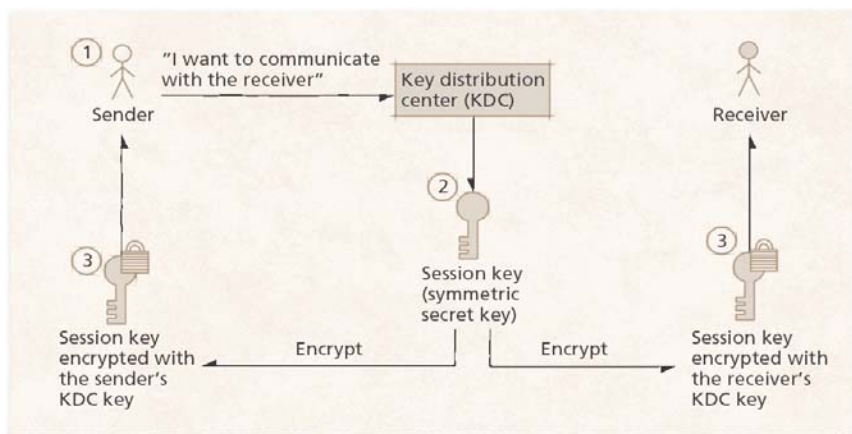 1
"I want to communicate
with the receiver"
Sender
Key distribution
center (KDC)
Receiver
2
Session key
(symmetric
secret key)
3
Session key
encrypted with
the sender's
KDC key
Encrypt
Encrypt
3
Session key
encrypted with
the receiver's
KDC key